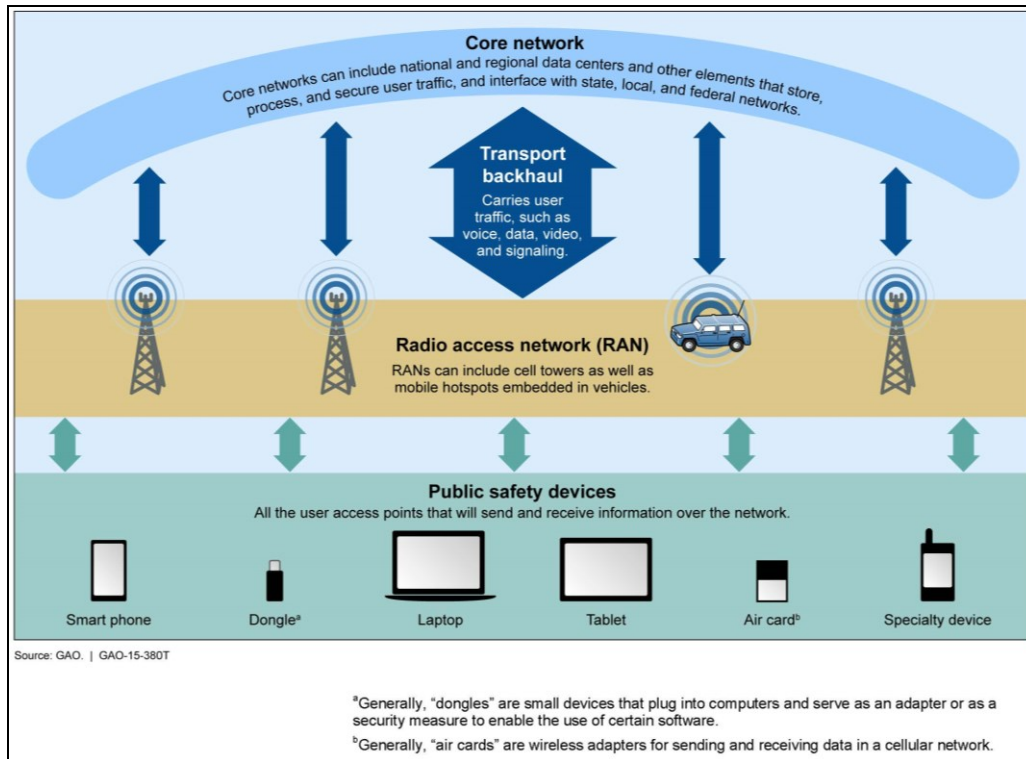 Core network
Core networks can include national and regional data centers and other elements that store,
process, and secure user traffic, and interface with state, local, and federal networks.
Transport
backhaul
Carries user
traffic, such as
voice, data, video,
and signaling.
Radio access network (RAN)
RANs can include cell towers as well as
mobile hotspots embedded in vehicles.
Public safety devices
All the user access points that will send and receive information over the network.
Smart phone
Dongleᵃ
Laptop
Tablet
Air cardᵇ
Specialty device
Source: GAO. | GAO-15-380T
ᵃGenerally, “dongles” are small devices that plug into computers and serve as an adapter or as a
security measure to enable the use of certain software.
ᵇGenerally, “air cards” are wireless adapters for sending and receiving data in a cellular network.